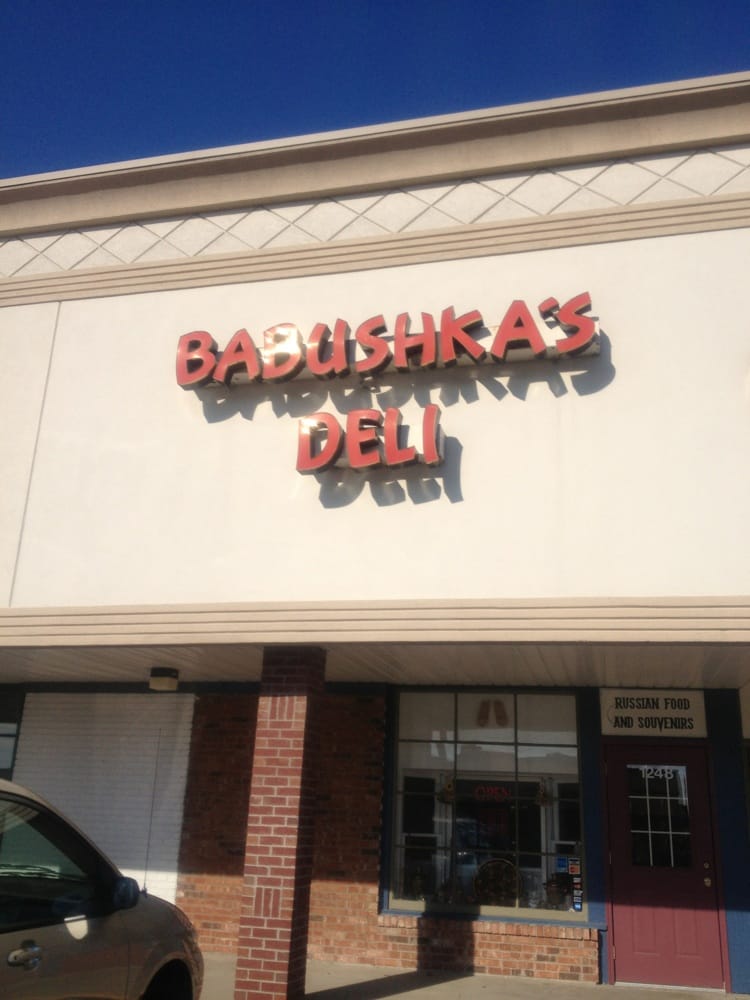 BABUSHKA'S
DELI
RUSSIAN FOOD
AND SOUVENIRS
1248
OPEN